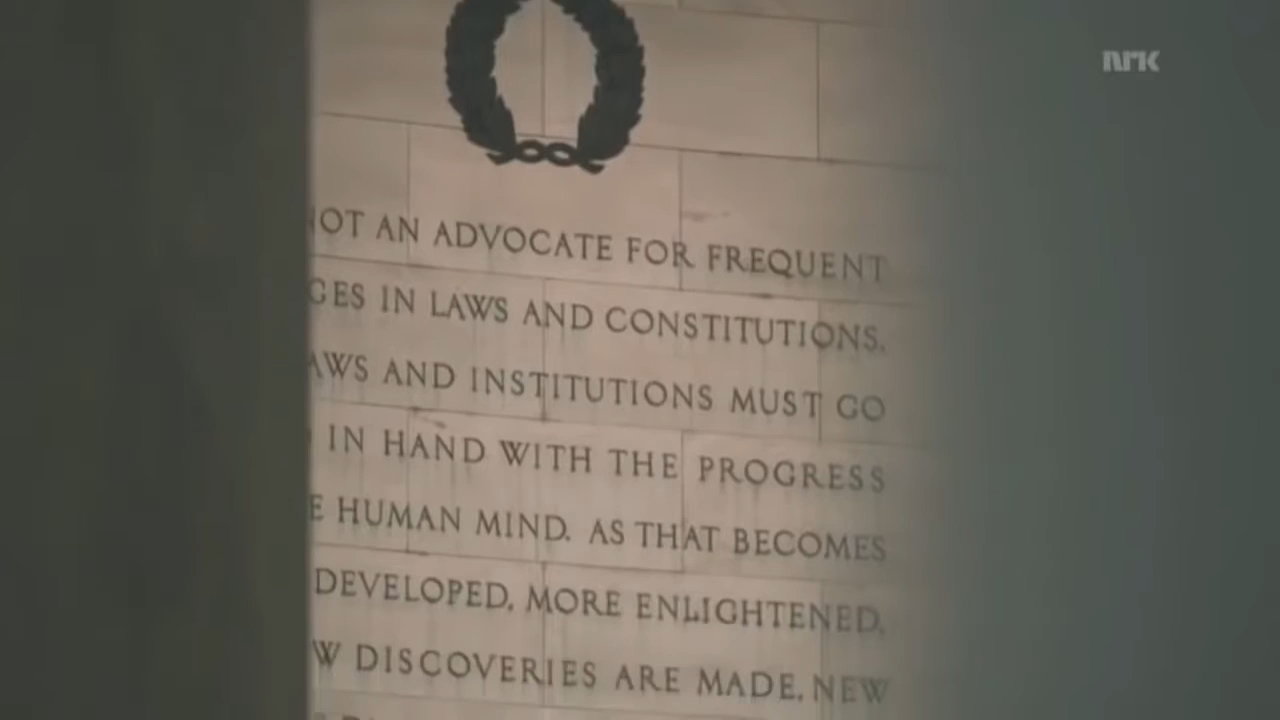 NRK
OT AN ADVOCATE FOR FREQUENT
GES IN LAWS AND CONSTITUTIONS.
AWS AND INSTITUTIONS MUST GO
IN HAND WITH THE PROGRESS
E HUMAN MIND. AS THAT BECOMES
DEVELOPED, MORE ENLIGHTENED,
W DISCOVERIES ARE MADE, NEW